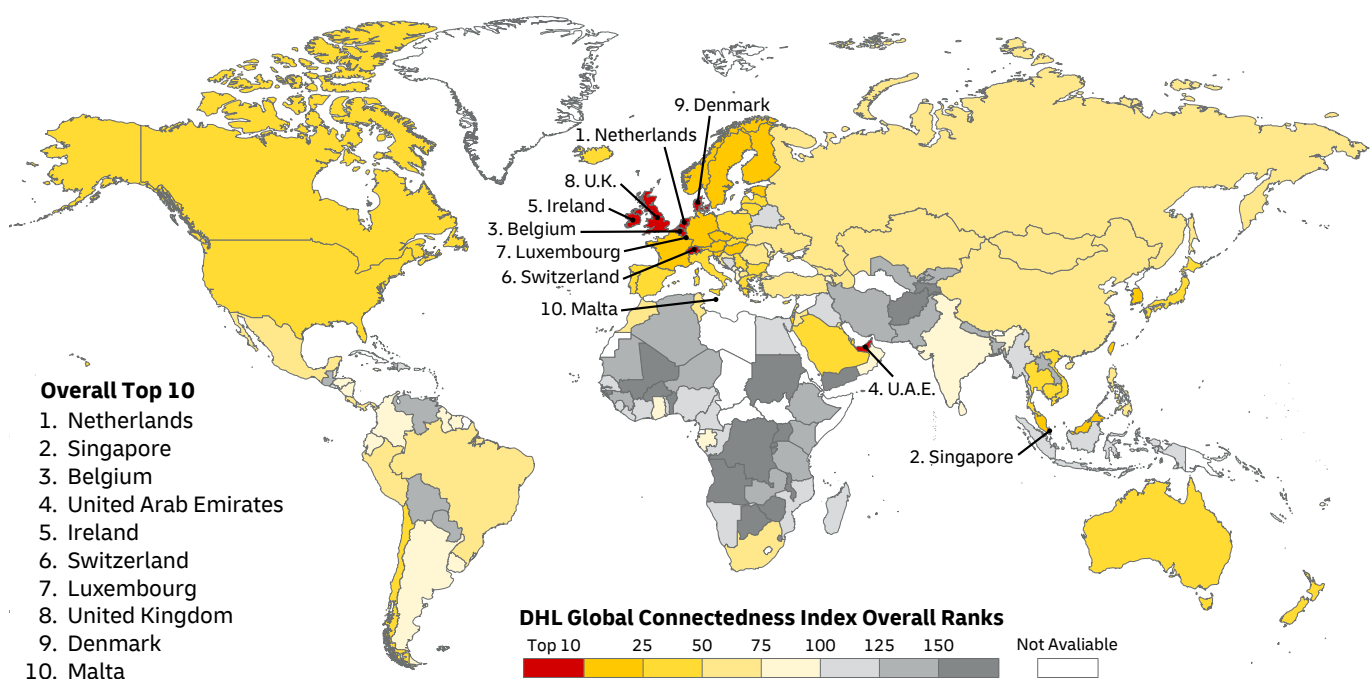 9. Denmark
1. Netherlands
8. U.K.
5. Ireland
3. Belgium
7. Luxembourg
6. Switzerland
10. Malta
4. U.A.E.
2. Singapore
Overall Top 10
1. Netherlands
2. Singapore
3. Belgium
4. United Arab Emirates
5. Ireland
6. Switzerland
7. Luxembourg
8. United Kingdom
9. Denmark
10. Malta
DHL Global Connectedness Index Overall Ranks
Top 10 25 50 75 100 125 150
Not Avaliable